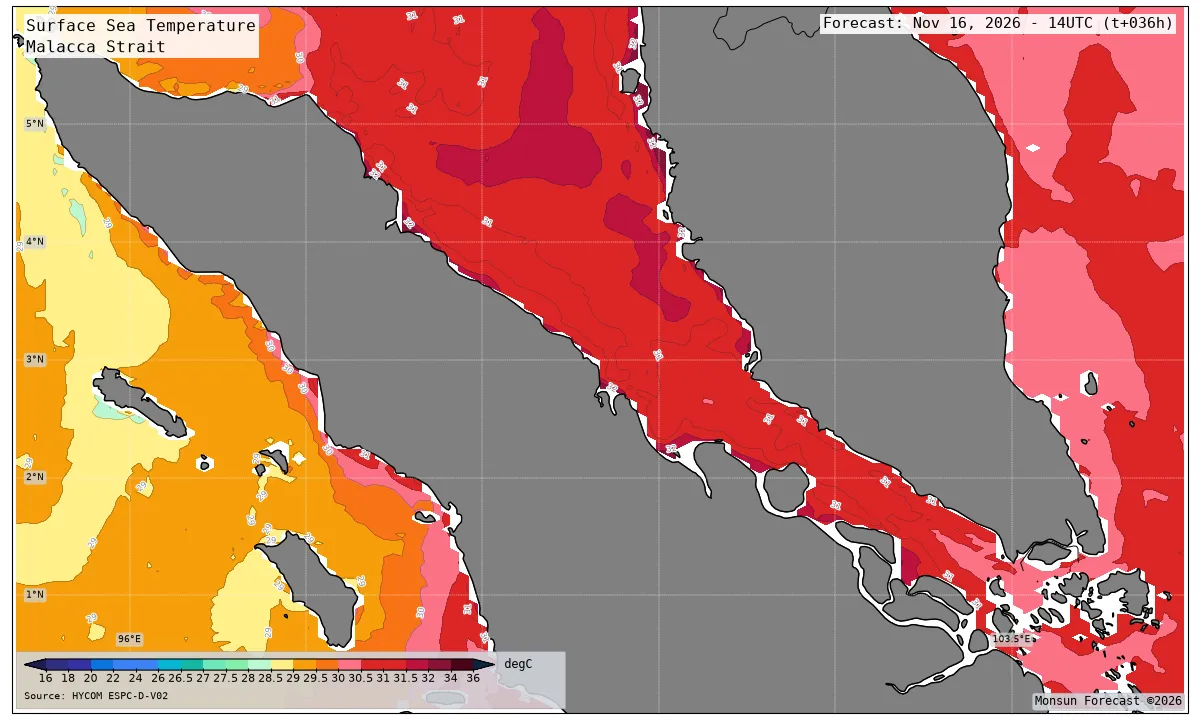 Surface Sea Temperature
Malacca Strait
Forecast: Nov 16, 2026 - 14UTC (t+036h)
5°N
4°N
3°N
2°N
1°N
96°E
103.5°E
degC
16 18 20 22 24 26 26.5 27 27.5 28 28.5 29 29.5 30 30.5 31 31.5 32 34 36
Source: HYCOM ESPC-D-V02
Monsun Forecast ©2026